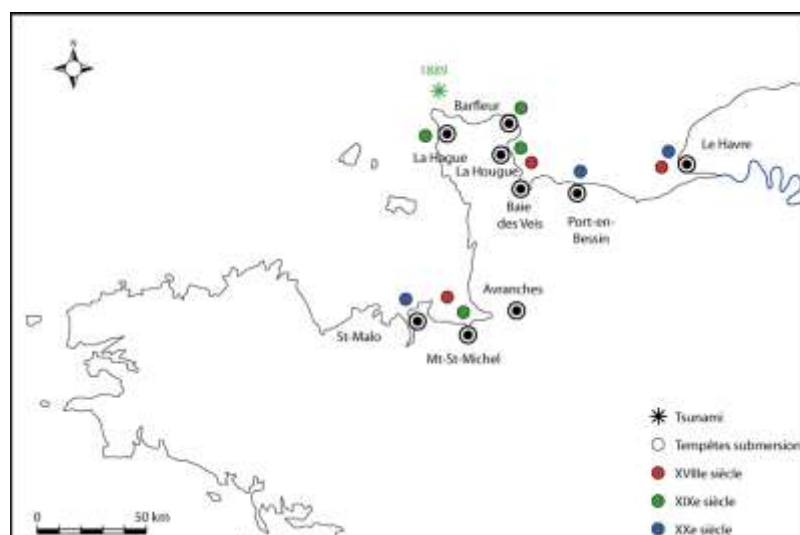 N
1889
Barfleur
La Hague
La Hougue
Le Havre
Baie
des Veis
Port-en-
Bessin
Avranches
St-Malo
Mt-St-Michel
Tsunami
Tempêtes submersion
XVIIIe siècle
XIXe siècle
XXe siècle
0
50 km